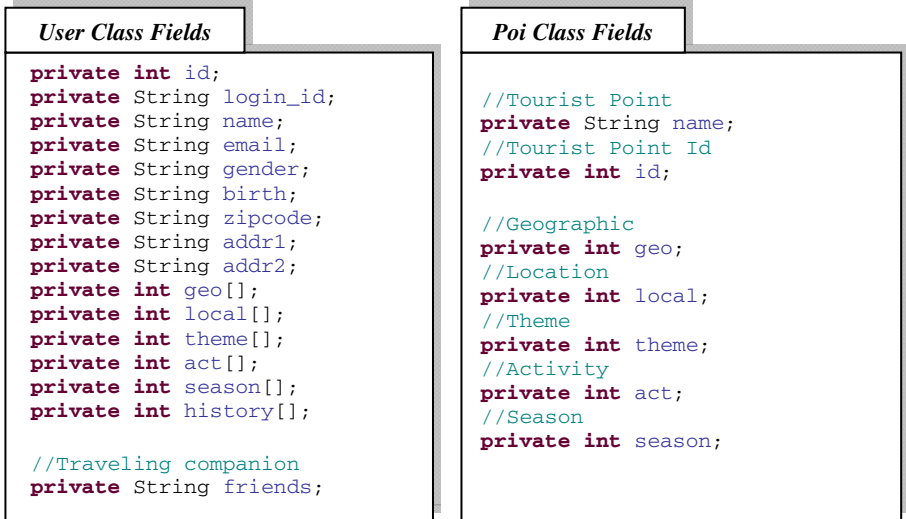 User Class Fields
private int id;
private String login_id;
private String name;
private String email;
private String gender;
private String birth;
private String zipcode;
private String addr1;
private String addr2;
private int geo[];
private int local[];
private int theme[];
private int act[];
private int season[];
private int history[];
//Traveling companion
private String friends;
Poi Class Fields
//Tourist Point
private String name;
//Tourist Point Id
private int id;
//Geographic
private int geo;
//Location
private int local;
//Theme
private int theme;
//Activity
private int act;
//Season
private int season;